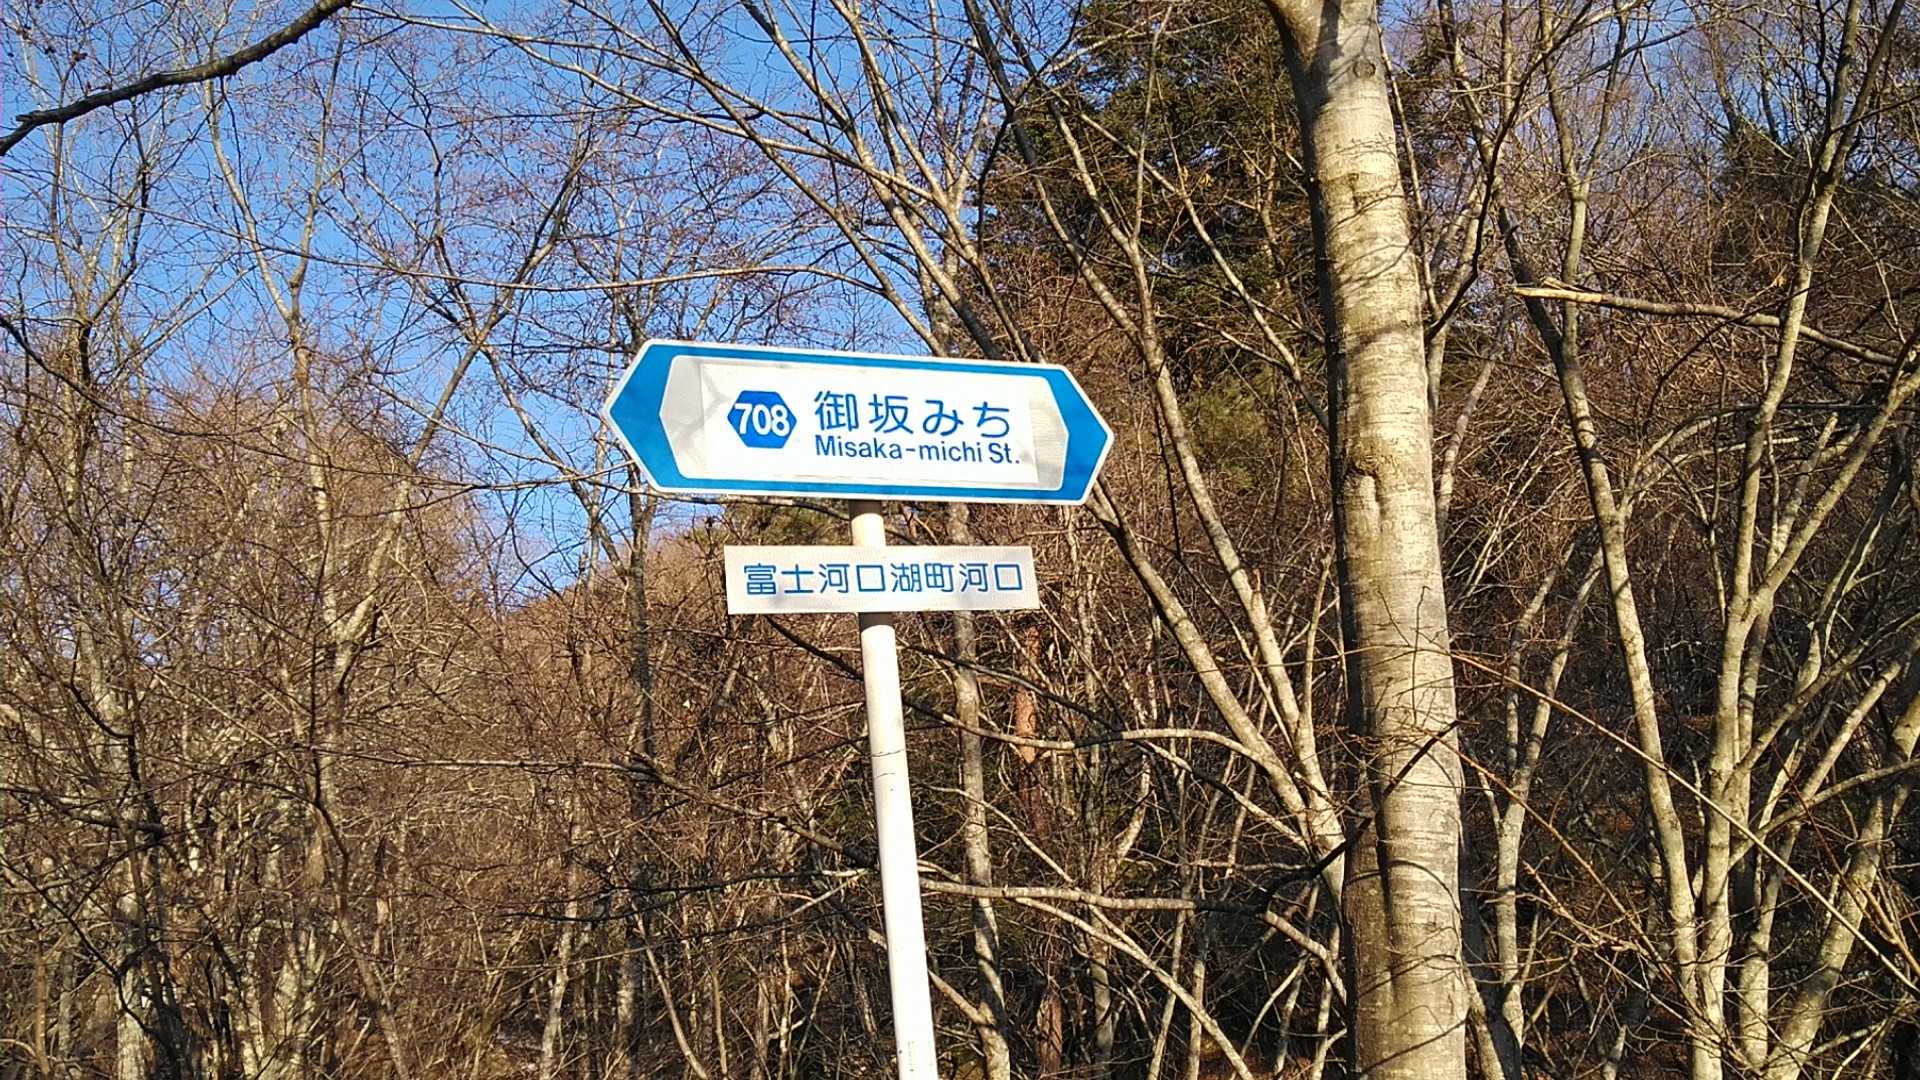 708 御坂みち
Misaka-michi St.
富士河口湖町河口